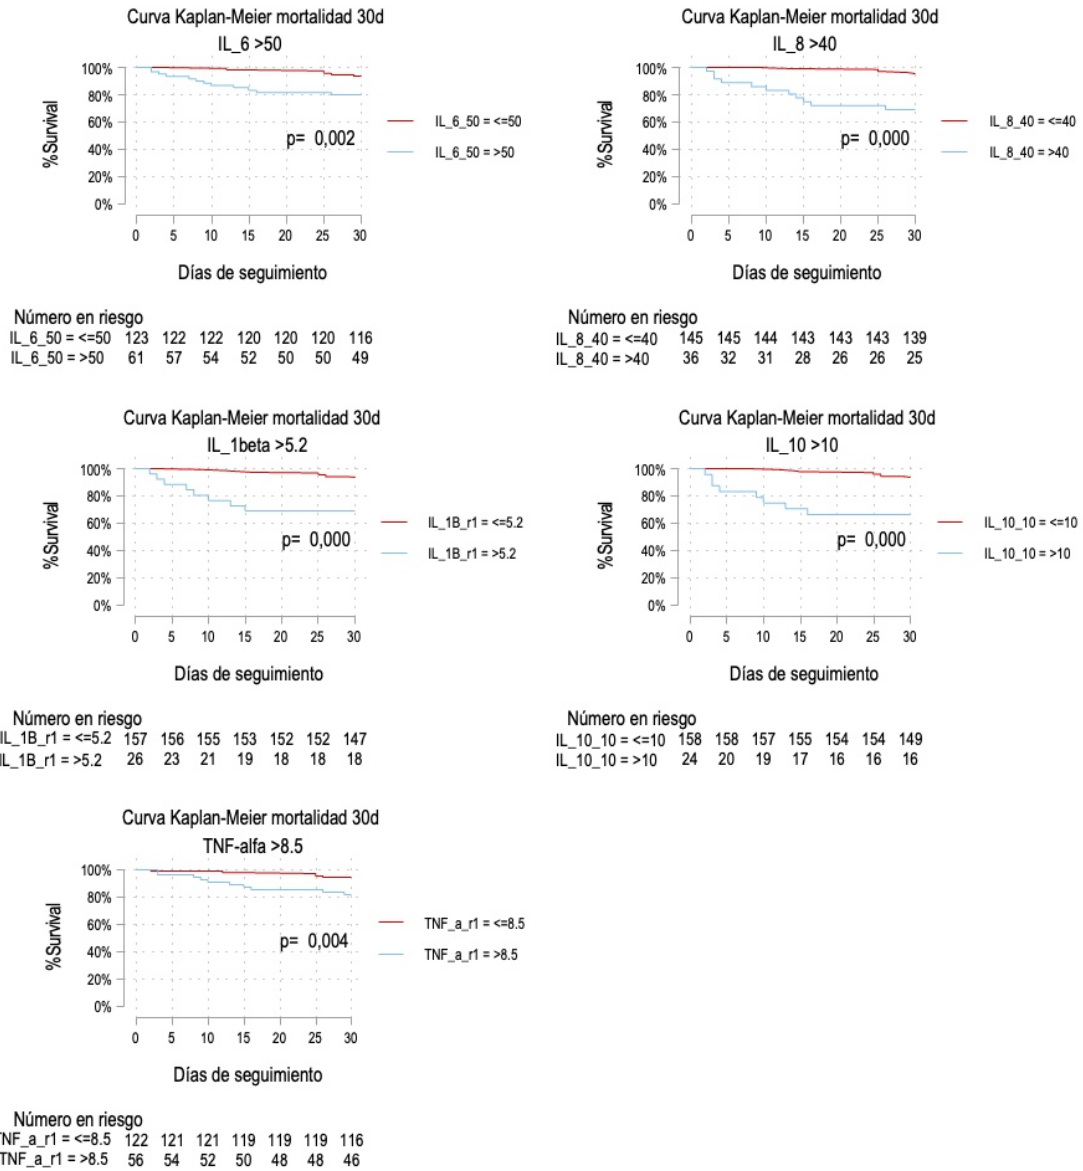 Curva Kaplan-Meier mortalidad 30d
IL_6 >50
100%
80%
60%
40%
20%
0%
%Survival
p= 0,002
0 5 10 15 20 25 30
Días de seguimiento
IL_6_50 = <=50
IL_6_50 = >50
Número en riesgo
IL_6_50 = <=50 123 122 122 120 120 120 116
IL_6_50 = >50 61 57 54 52 50 50 49
Curva Kaplan-Meier mortalidad 30d
IL_8 >40
100%
80%
60%
40%
20%
0%
%Survival
p= 0,000
0 5 10 15 20 25 30
Días de seguimiento
IL_8_40 = <=40
IL_8_40 = >40
Número en riesgo
IL_8_40 = <=40 145 145 144 143 143 143 139
IL_8_40 = >40 36 32 31 28 26 26 25
Curva Kaplan-Meier mortalidad 30d
IL_1beta >5.2
100%
80%
60%
40%
20%
0%
%Survival
p= 0,000
0 5 10 15 20 25 30
Días de seguimiento
IL_1B_r1 = <=5.2
IL_1B_r1 = >5.2
Número en riesgo
IL_1B_r1 = <=5.2 157 156 155 153 152 152 147
IL_1B_r1 = >5.2 26 23 21 19 18 18 18
Curva Kaplan-Meier mortalidad 30d
IL_10 >10
100%
80%
60%
40%
20%
0%
%Survival
p= 0,000
0 5 10 15 20 25 30
Días de seguimiento
IL_10_10 = <=10
IL_10_10 = >10
Número en riesgo
IL_10_10 = <=10 158 158 157 155 154 154 149
IL_10_10 = >10 24 20 19 17 16 16 16
Curva Kaplan-Meier mortalidad 30d
TNF-alfa >8.5
100%
80%
60%
40%
20%
0%
%Survival
p= 0,004
0 5 10 15 20 25 30
Días de seguimiento
TNF_a_r1 = <=8.5
TNF_a_r1 = >8.5
Número en riesgo
TNF_a_r1 = <=8.5 122 121 121 119 119 119 116
TNF_a_r1 = >8.5 56 54 52 50 48 48 46